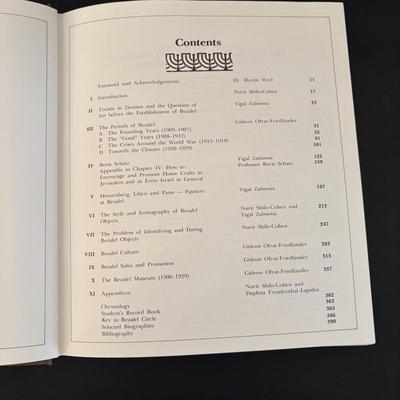 Contents
Foreword and Acknowledgements Dr. Martin Weyl 11
I Introduction Nurit Shilo-Cohen 17
II Trends in Zionism and the Question of Yigal Zalmona 23
Art before the Establishment of Bezalel
III The Periods of Bezalel Gideon Ofrat-Friedlander
A The Founding Years (1903-1907) 31
B The "Good" Years (1908-1912) 55
C The Crises Around the World War (1913-1919) 81
D Towards the Closure (1920-1929) 101
IV Boris Schatz Yigal Zalmona 125
Appendix to Chapter IV: How to Professor Boris Schatz 139
Encourage and Promote Home Crafts in
Jerusalem and in Eretz Israel in General
V Hirszenberg, Lilien and Pann — Painters Yigal Zalmona 197
at Bezalel
VI The Style and Iconography of Bezalel Nurit Shilo-Cohen and 213
Objects Yigal Zalmona
VII The Problem of Identifying and Dating Nurit Shilo-Cohen 247
Bezalel Objects
VIII Bezalel Culture Gideon Ofrat-Friedlander 283
IX Bezalel Sales and Promotion Gideon Ofrat-Friedlander 313
X The Bezalel Museum (1906-1929) Gideon Ofrat-Friedlander 337
XI Appendices: Nurit Shilo-Cohen and
Daphna Freudenthal-Lapidot
Chronology 362
Student's Record Book 363
Key to Bezalel Circle 365
Selected Biographies 386
Bibliography 390